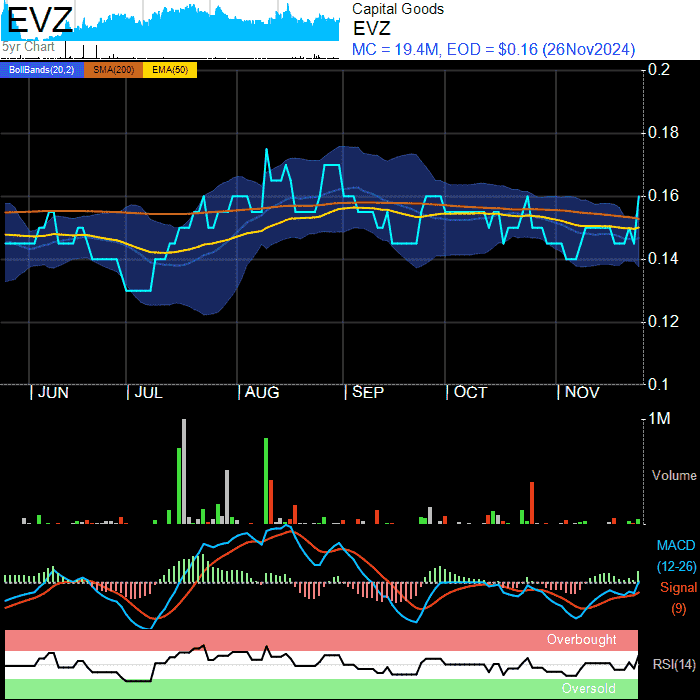 EVZ
5yr Chart
Capital Goods
EVZ
MC = 19.4M, EOD = $0.16 (26Nov2024)
BollBands(20,2) SMA(200) EMA(50)
0.2
0.18
0.16
0.14
0.12
0.1
JUN JUL AUG SEP OCT NOV
1M
Volume
MACD
(12-26)
Signal
(9)
Overbought
RSI(14)
Oversold